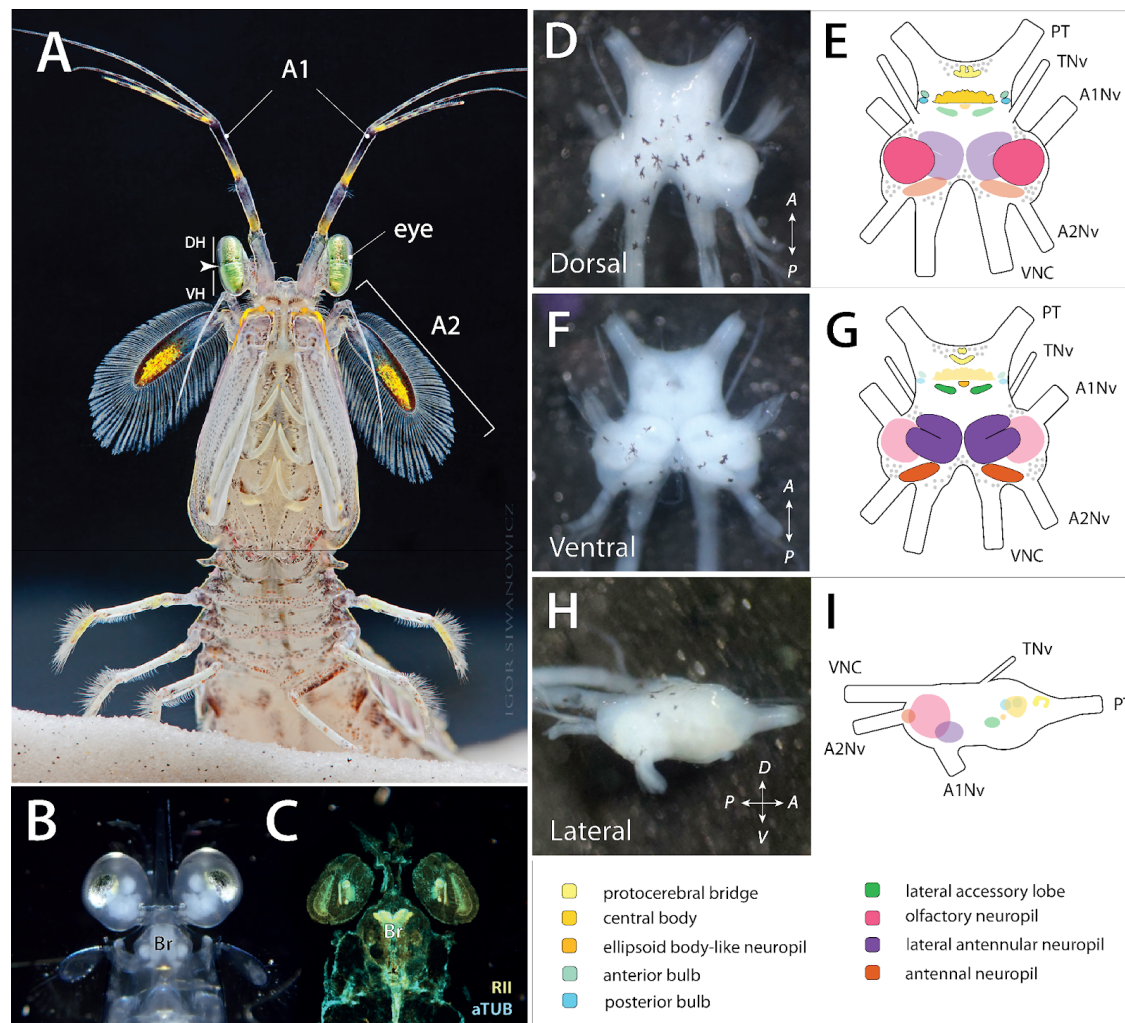 A
A1
DH
VH
eye
A2
IGOR SIWANOWICZ
B
Br
C
Br
RII
aTUB
D
A
P
Dorsal
E
PT
TNv
A1Nv
A2Nv
VNC
F
A
P
Ventral
G
PT
TNv
A1Nv
A2Nv
VNC
H
D
P
A
V
Lateral
I
TNv
VNC
PT
A2Nv
A1Nv
protocerebral bridge
central body
ellipsoid body-like neuropil
anterior bulb
posterior bulb
lateral accessory lobe
olfactory neuropil
lateral antennular neuropil
antennal neuropil